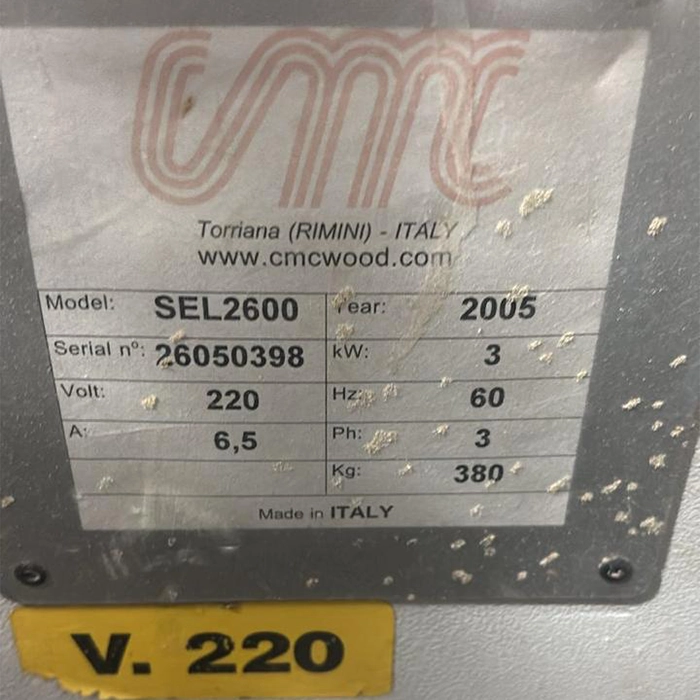 cmc
Torriana (RIMINI) - ITALY
www.cmcwood.com
Model: SEL2600 Year: 2005
Serial nº: 26050398 kW: 3
Volt: 220 Hz: 60
A: 6,5 Ph: 3
Kg: 380
Made in ITALY
V. 220